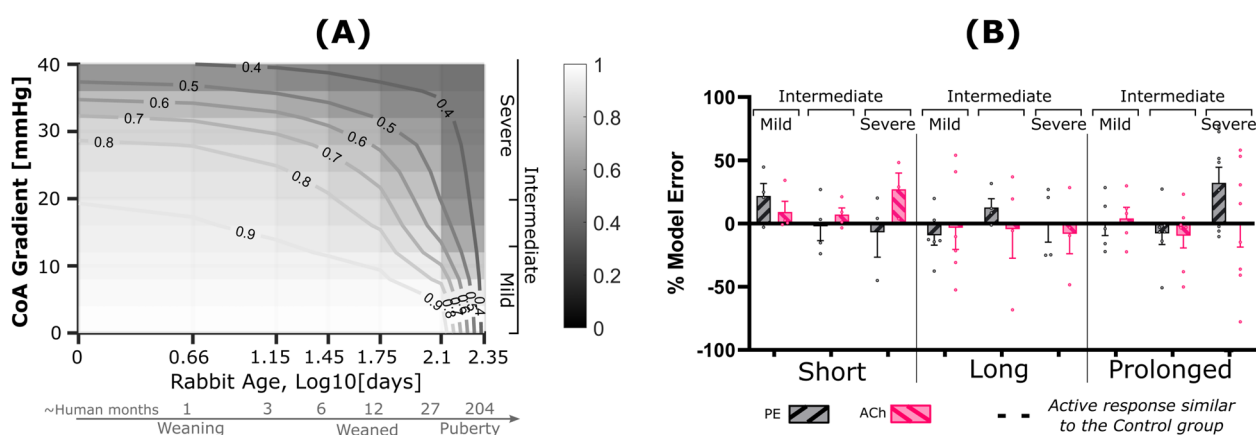 (A)
CoA Gradient [mmHg]
40
30
20
10
0
0.4
0.5
0.6
0.7
0.8
0.9
0.4
0.5
0.6
0.7
0.8
0.9
0.4
Severe
Intermediate
Mild
1
0.8
0.6
0.4
0.2
0
0 0.66 1.15 1.45 1.75 2.1 2.35
Rabbit Age, Log10[days]
~Human months 1 3 6 12 27 204
Weaning Weaned Puberty
(B)
% Model Error
100
50
0
-50
-100
Intermediate Intermediate Intermediate
Mild Severe Mild Severe Mild Severe
Short Long Prolonged
PE ACh Active response similar
to the Control group